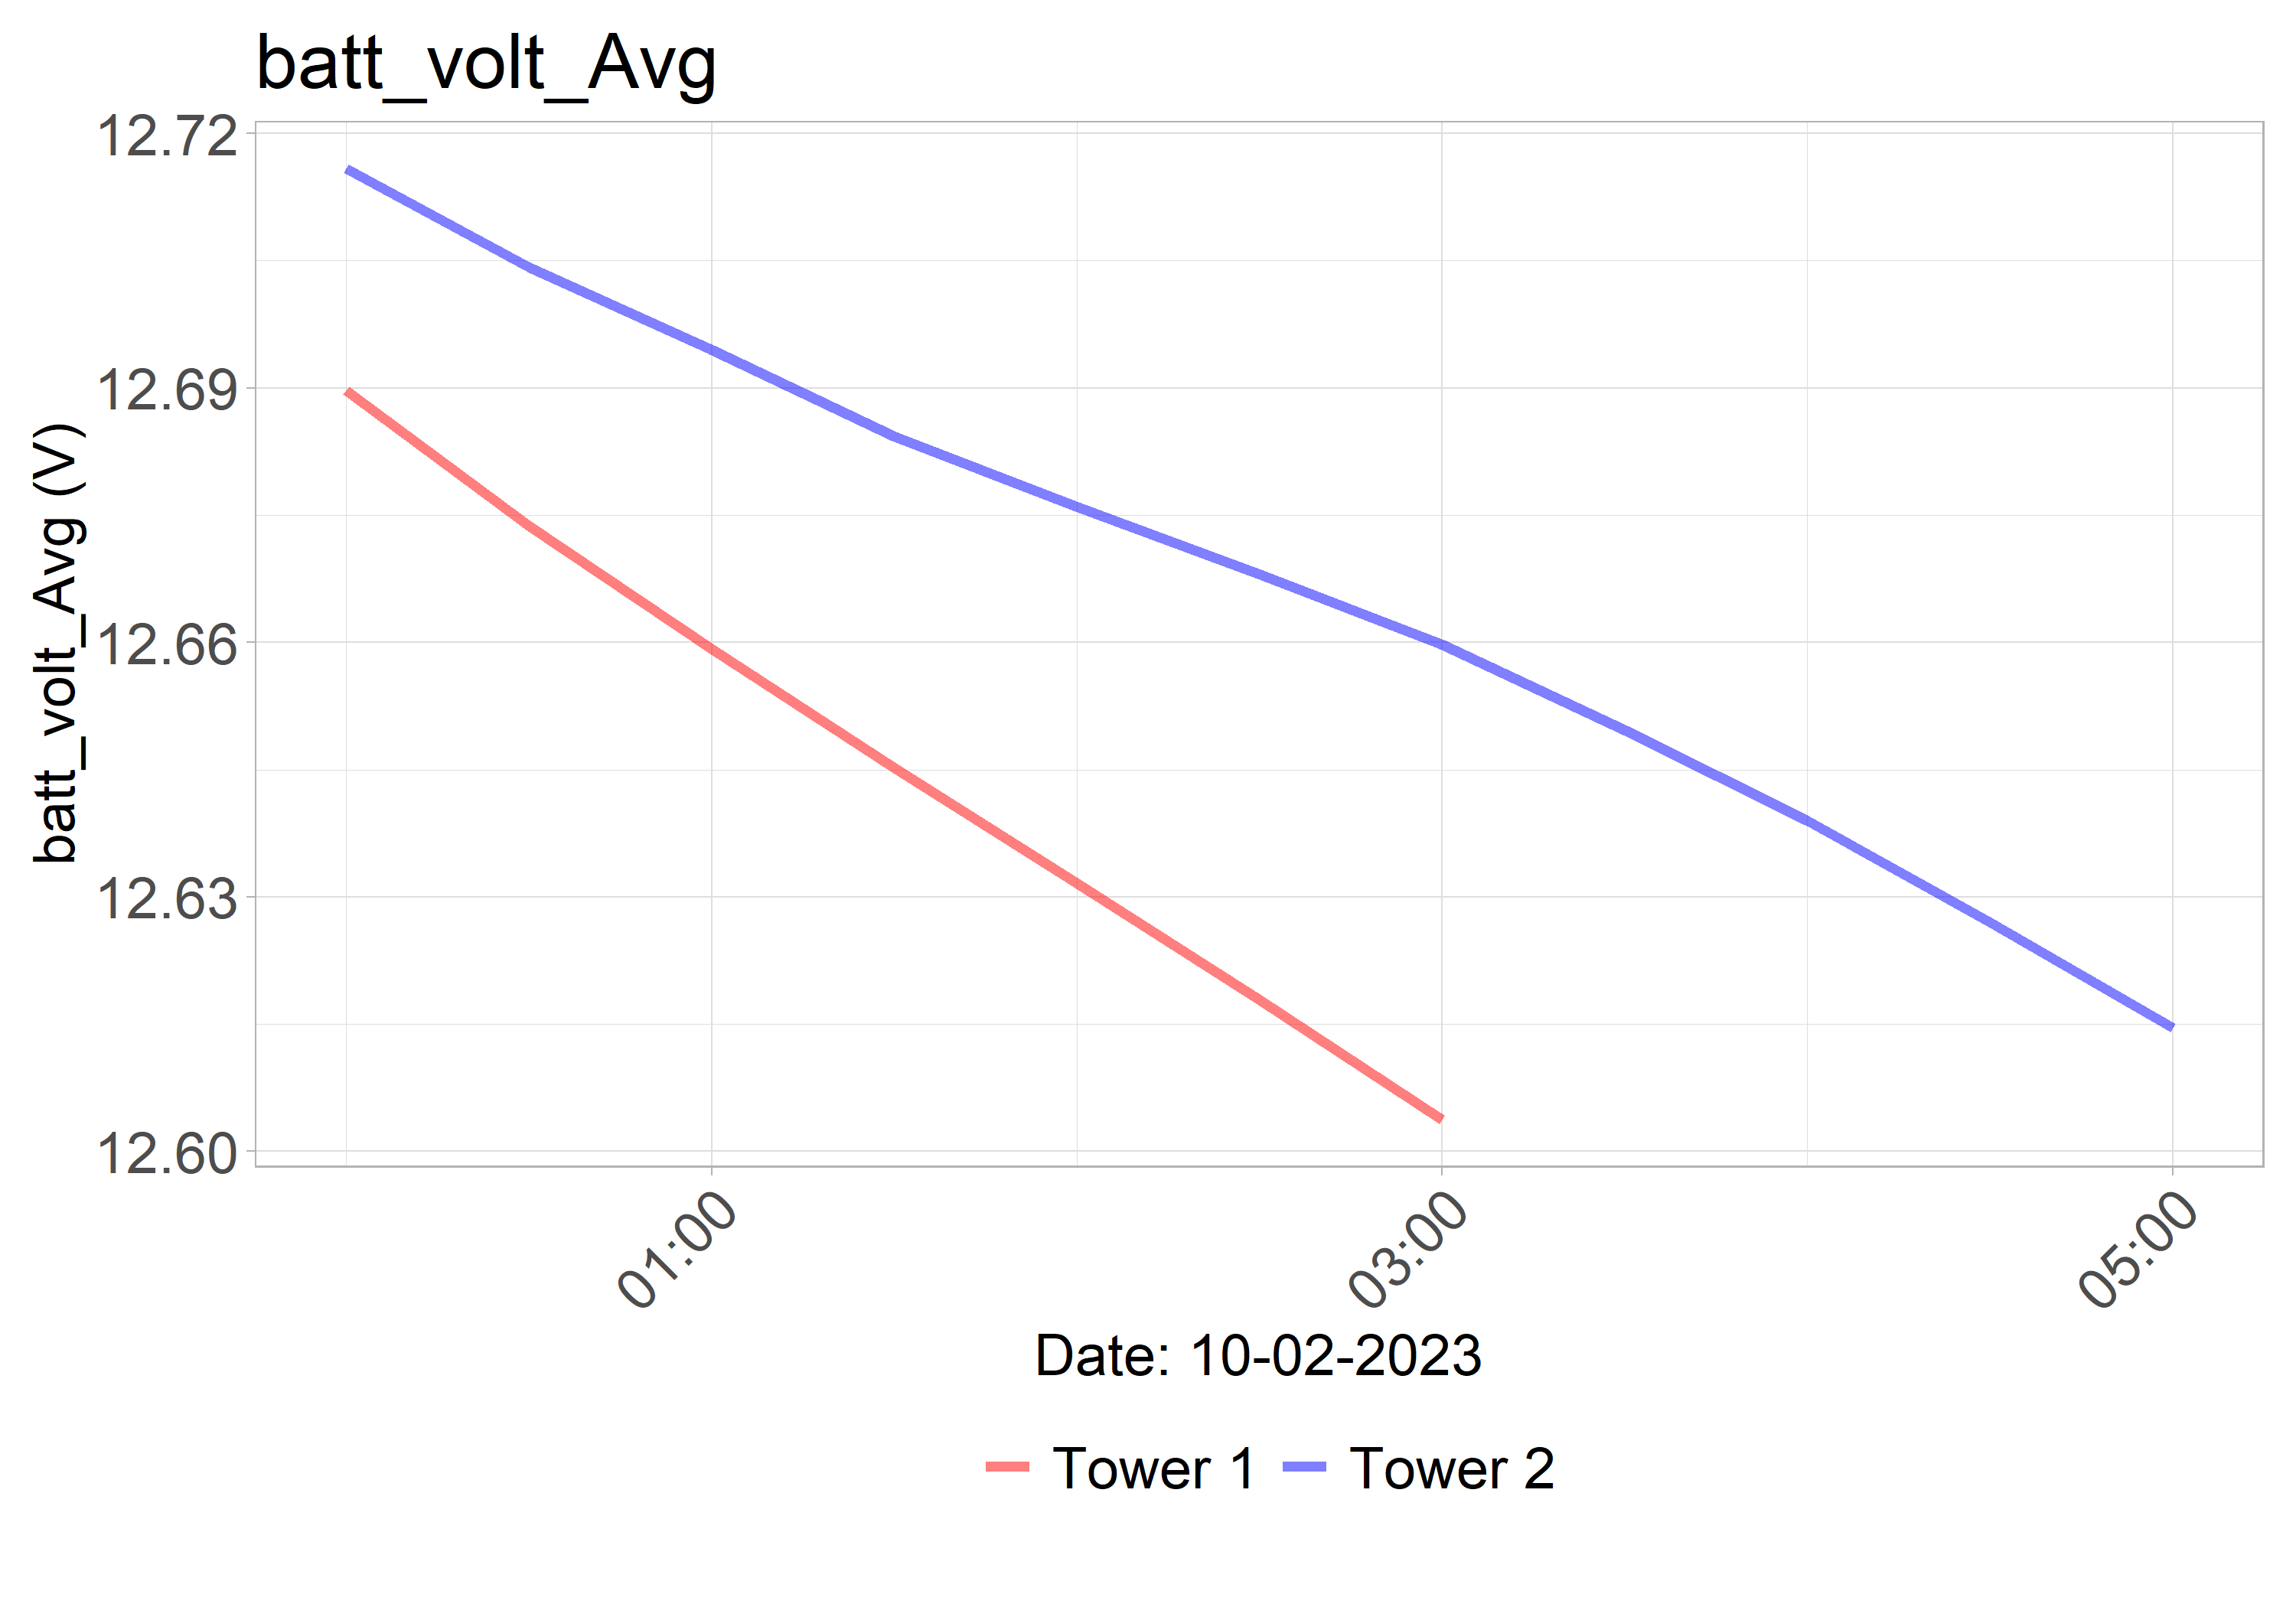 batt_volt_Avg
batt_volt_Avg (V)
12.72
12.69
12.66
12.63
12.60
01:00
03:00
05:00
Date: 10-02-2023
Tower 1
Tower 2